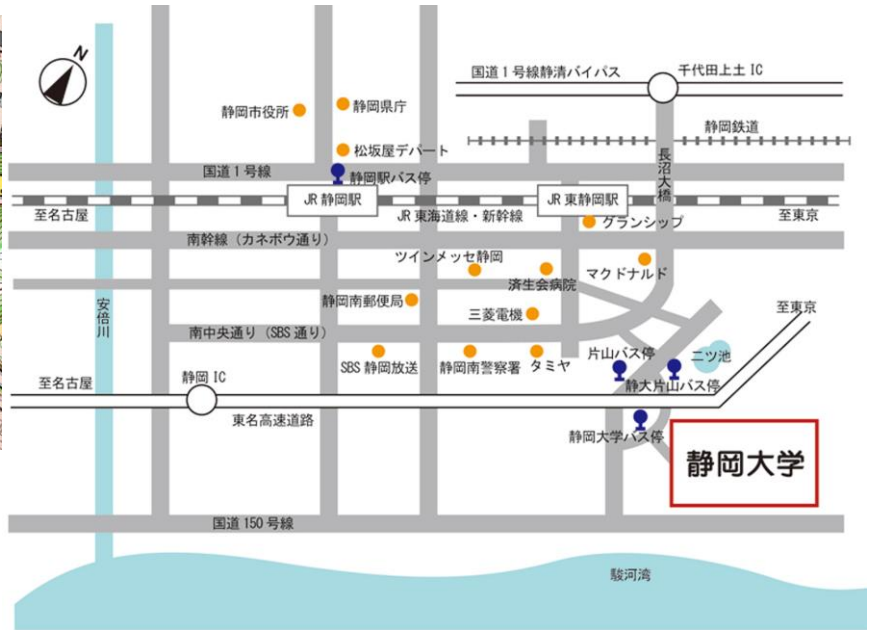 N
国道1号線静清バイパス
千代田上土 IC
静岡市役所
静岡県庁
静岡鉄道
松坂屋デパート
長沼大橋
国道1号線
静岡駅バス停
JR 静岡駅
JR 東静岡駅
至名古屋
JR 東海道線・新幹線
グランシップ
至東京
南幹線（カネボウ通り）
ツインメッセ静岡
済生会病院
マクドナルド
安倍川
静岡南郵便局
三菱電機
至東京
南中央通り（SBS 通り）
片山バス停
二ツ池
SBS 静岡放送
静岡南警察署
タミヤ
静大片山バス停
至名古屋
静岡 IC
東名高速道路
静岡大学バス停
静岡大学
国道 150 号線
駿河湾